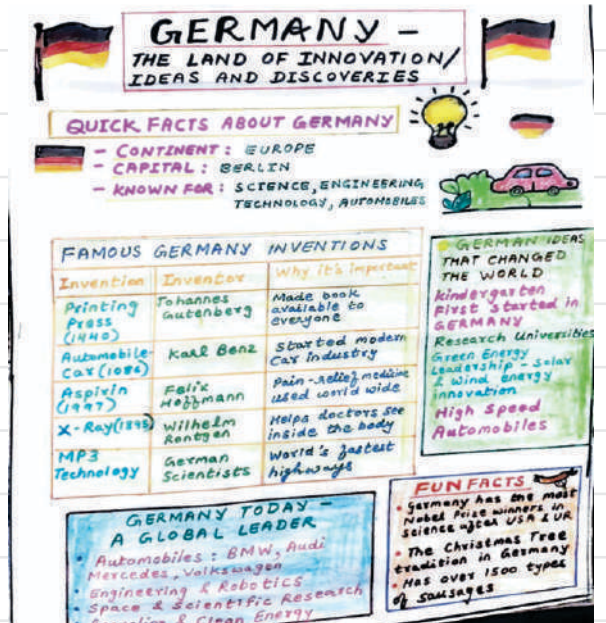 GERMANY –
THE LAND OF INNOVATION/
IDEAS AND DISCOVERIES
QUICK FACTS ABOUT GERMANY
– CONTINENT: EUROPE
– CAPITAL: BERLIN
– KNOWN FOR: SCIENCE, ENGINEERING
TECHNOLOGY, AUTOMOBILES
FAMOUS GERMANY INVENTIONS
Invention Inventor Why it's important
Printing Press (1440) Johannes Gutenberg Made book available to everyone
Automobile-Car (1086) Karl Benz Started modern Car industry
Aspirin (1997) Felix Hoffmann Pain-relief medicine used world wide
X-Ray (1895) Wilhelm Rontgen Helps doctors see inside the body
MP3 Technology German Scientists World's fastest highways
GERMAN IDEAS
THAT CHANGED
THE WORLD
Kindergarten
First started in
GERMANY
Research Universities
Green Energy
Leadership – Solar
& wind energy
innovation
High Speed
Automobiles
GERMANY TODAY –
A GLOBAL LEADER
• Automobiles: BMW, Audi
Mercedes, Volkswagen
• Engineering & Robotics
• Space & Scientific Research
& Clean Energy
FUN FACTS
• Germany has the most
Nobel Prize winners in
science after USA & UK
• The Christmas Tree
tradition in Germany
• Has over 1500 types
of sausages